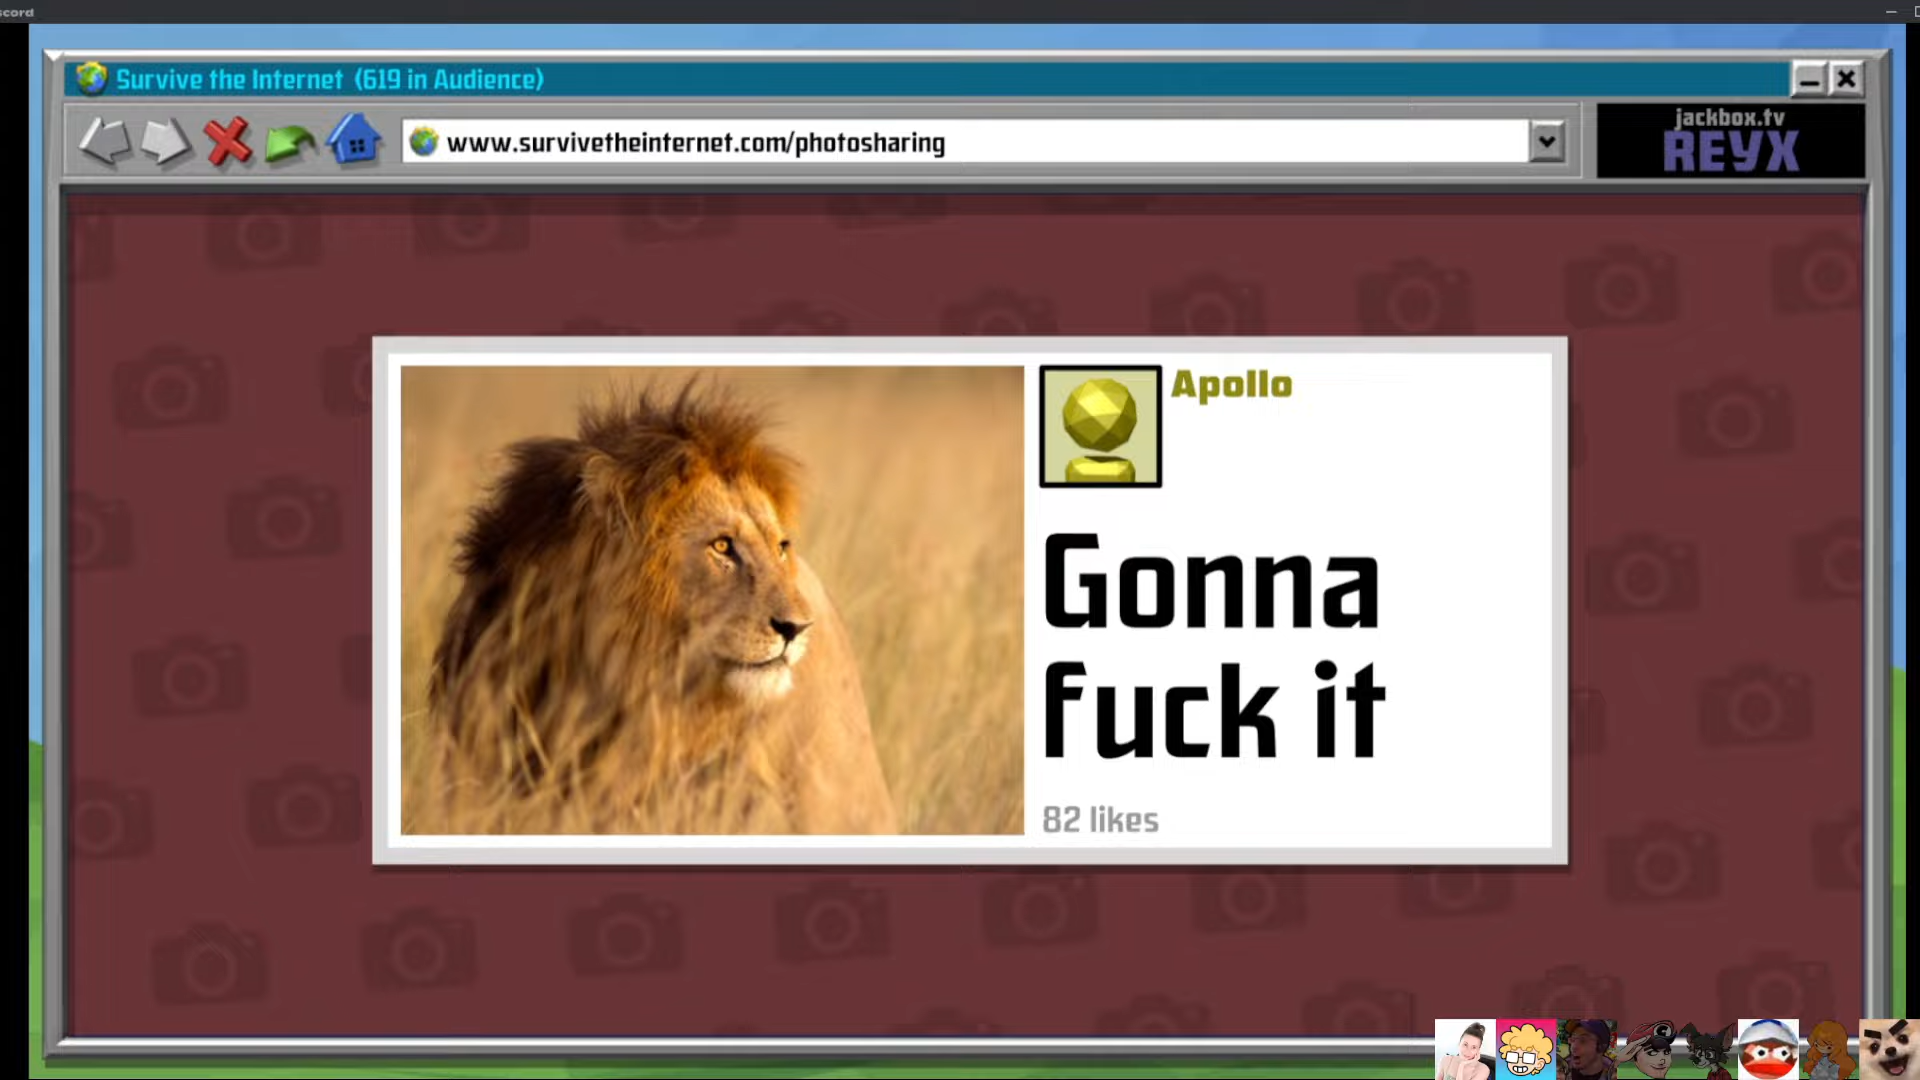 scord
Survive the Internet (619 in Audience)
www.survivetheinternet.com/photosharing
jackbox.tv
REYX
Apollo
Gonna
fuck it
82 likes